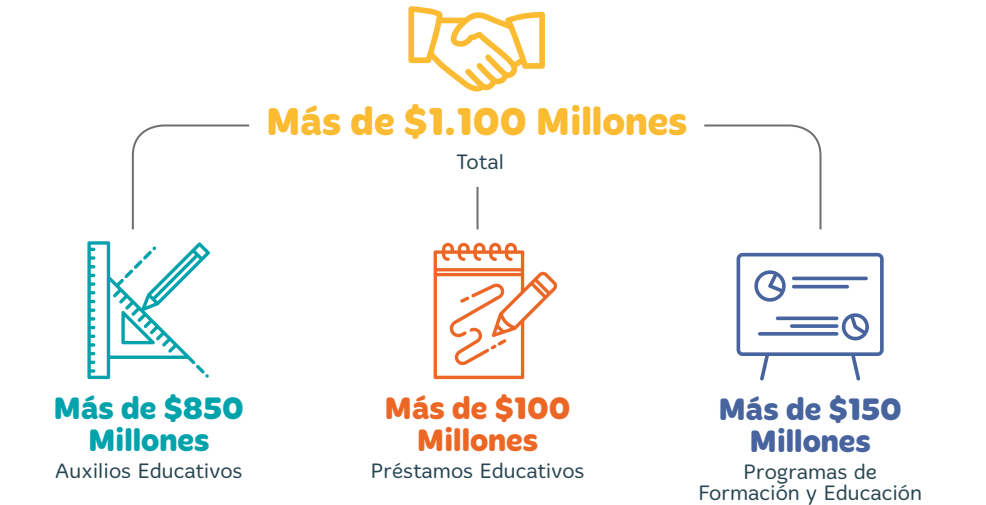 Más de $1.100 Millones
Total
Más de $850
Millones
Auxilios Educativos
Más de $100
Millones
Préstamos Educativos
Más de $150
Millones
Programas de
Formación y Educación